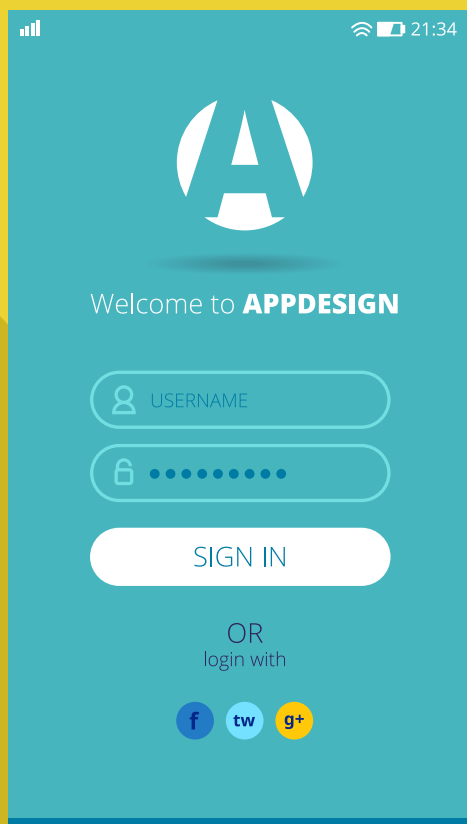 21:34
A
Welcome to APPDESIGN
USERNAME
●●●●●●●●●
SIGN IN
OR
login with
f tw g+